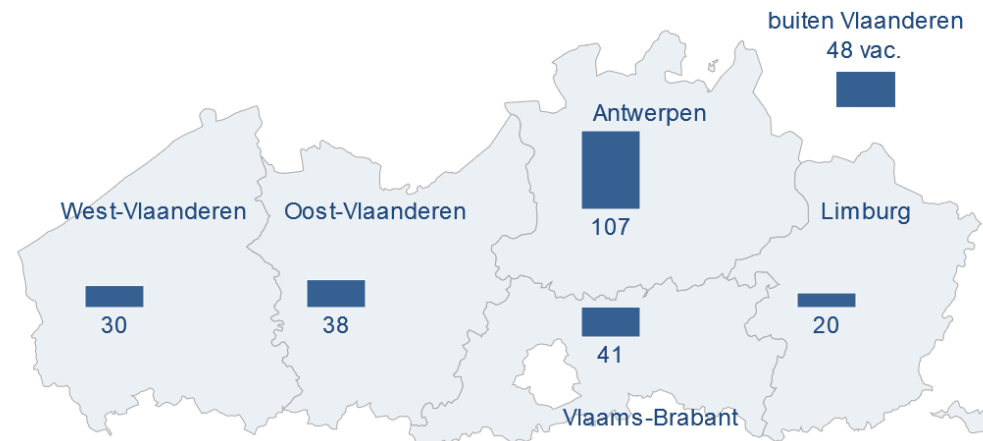 buiten Vlaanderen
48 vac.
Antwerpen
107
West-Vlaanderen
30
Oost-Vlaanderen
38
Limburg
20
41
Vlaams-Brabant